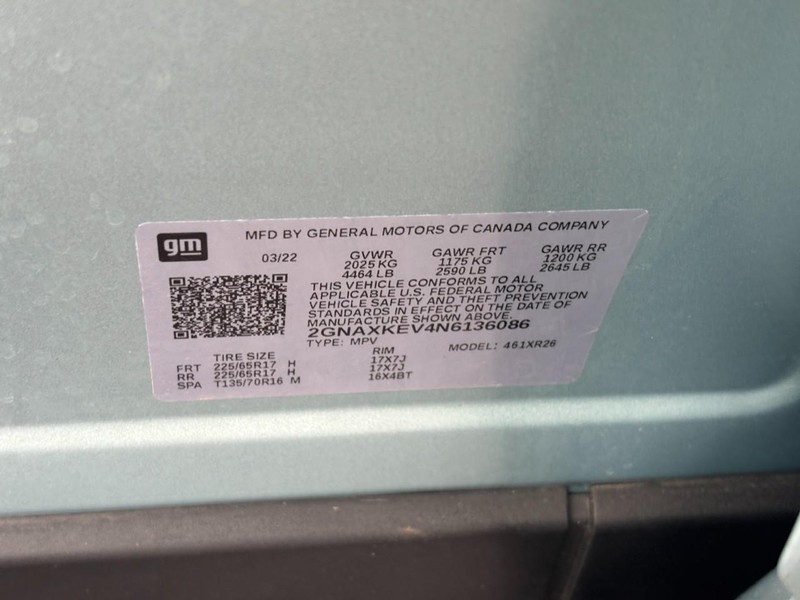 gm
MFD BY GENERAL MOTORS OF CANADA COMPANY
03/22 GVWR GAWR FRT GAWR RR
2025 KG 1175 KG 1200 KG
4464 LB 2590 LB 2645 LB
THIS VEHICLE CONFORMS TO ALL
APPLICABLE U.S. FEDERAL MOTOR
VEHICLE SAFETY AND THEFT PREVENTION
STANDARDS IN EFFECT ON THE DATE OF
MANUFACTURE SHOWN ABOVE.
2GNAXKEV4N6136086
TYPE: MPV MODEL: 461XR26
TIRE SIZE RIM
FRT 225/65R17 H 17X7J
RR 225/65R17 H 17X7J
SPA T135/70R16 M 16X4BT